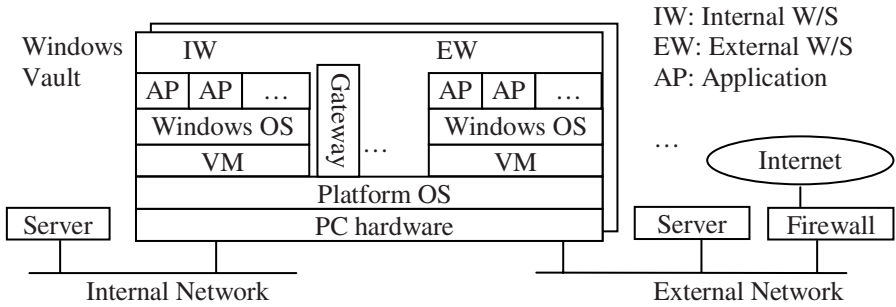 Windows
Vault
IW
EW
IW: Internal W/S
EW: External W/S
AP: Application
AP AP …
Gateway
AP AP …
Windows OS
…
Windows OS
VM
VM
…
Internet
Platform OS
PC hardware
Server
Server
Firewall
Internal Network
External Network